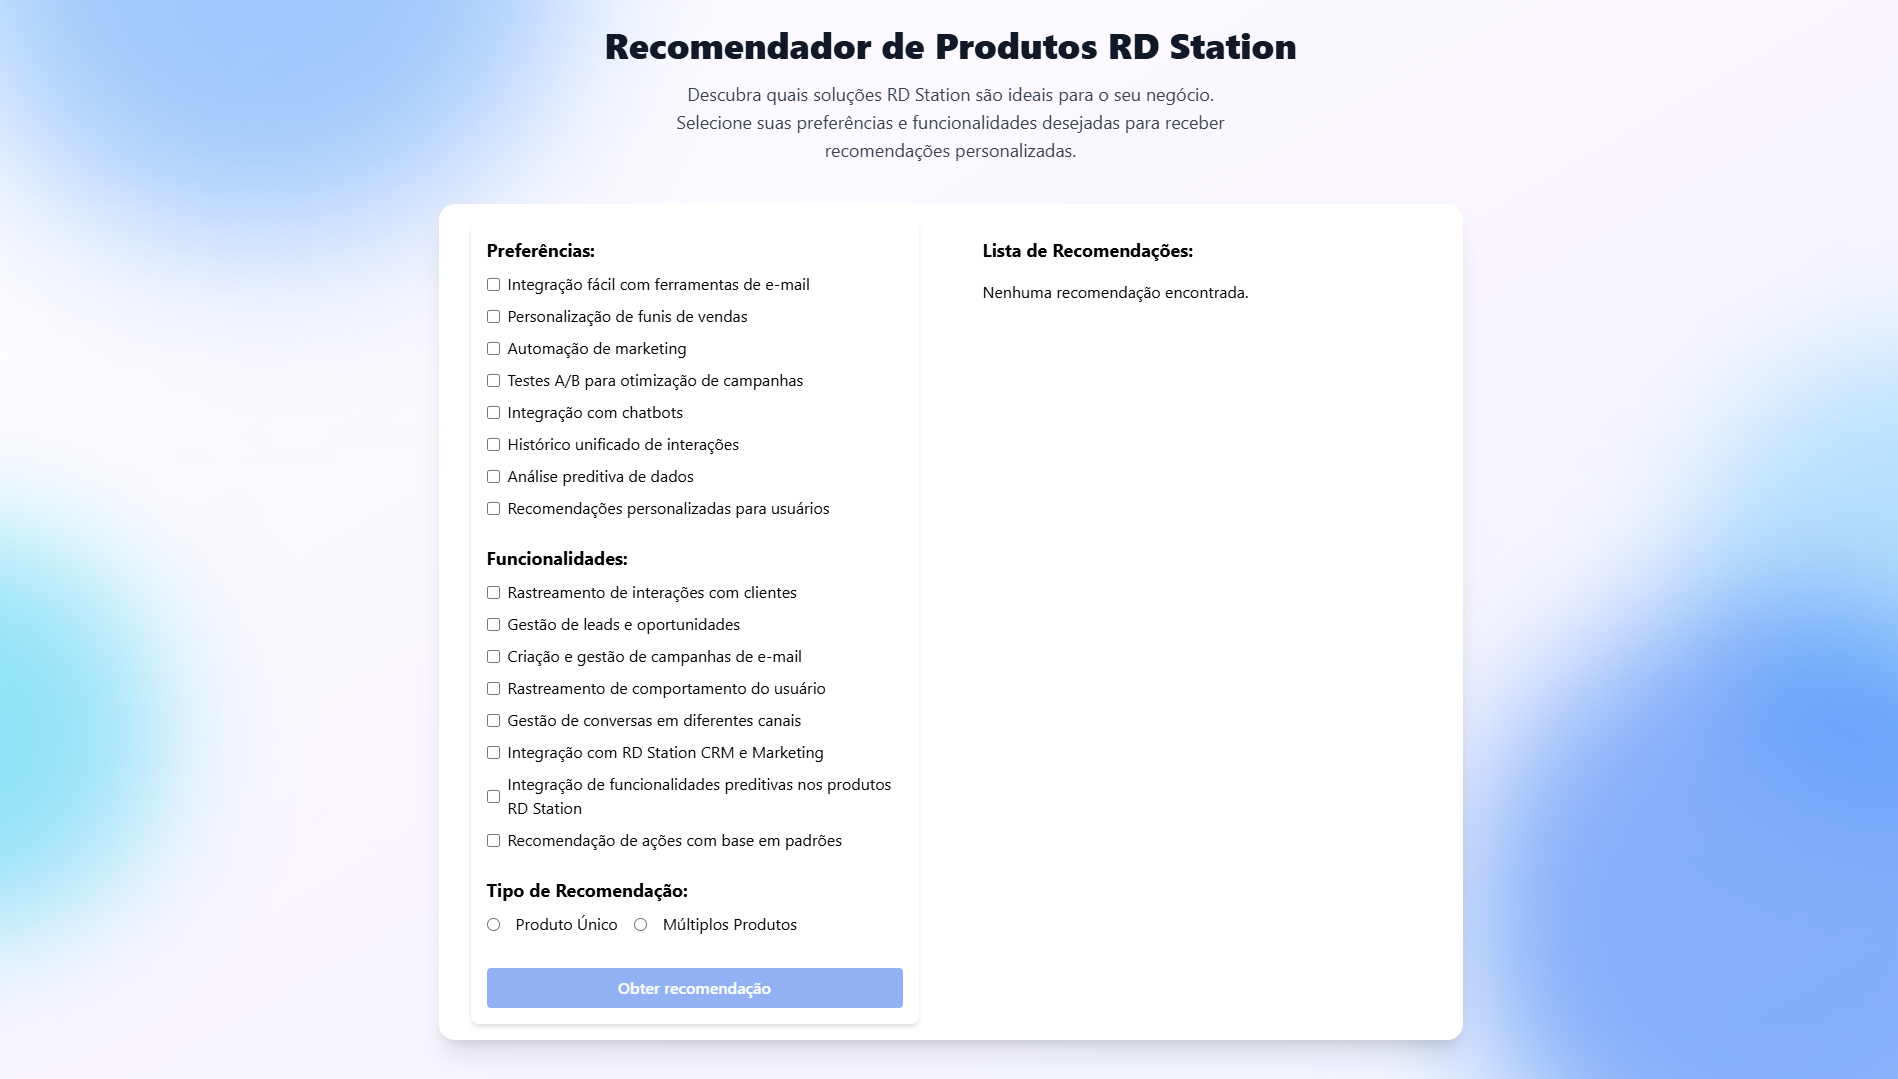 Recomendador de Produtos RD Station
Descubra quais soluções RD Station são ideais para o seu negócio.
Selecione suas preferências e funcionalidades desejadas para receber
recomendações personalizadas.
Preferências:
Integração fácil com ferramentas de e-mail
Personalização de funis de vendas
Automação de marketing
Testes A/B para otimização de campanhas
Integração com chatbots
Histórico unificado de interações
Análise preditiva de dados
Recomendações personalizadas para usuários
Funcionalidades:
Rastreamento de interações com clientes
Gestão de leads e oportunidades
Criação e gestão de campanhas de e-mail
Rastreamento de comportamento do usuário
Gestão de conversas em diferentes canais
Integração com RD Station CRM e Marketing
Integração de funcionalidades preditivas nos produtos
RD Station
Recomendação de ações com base em padrões
Tipo de Recomendação:
Produto Único Múltiplos Produtos
Obter recomendação
Lista de Recomendações:
Nenhuma recomendação encontrada.